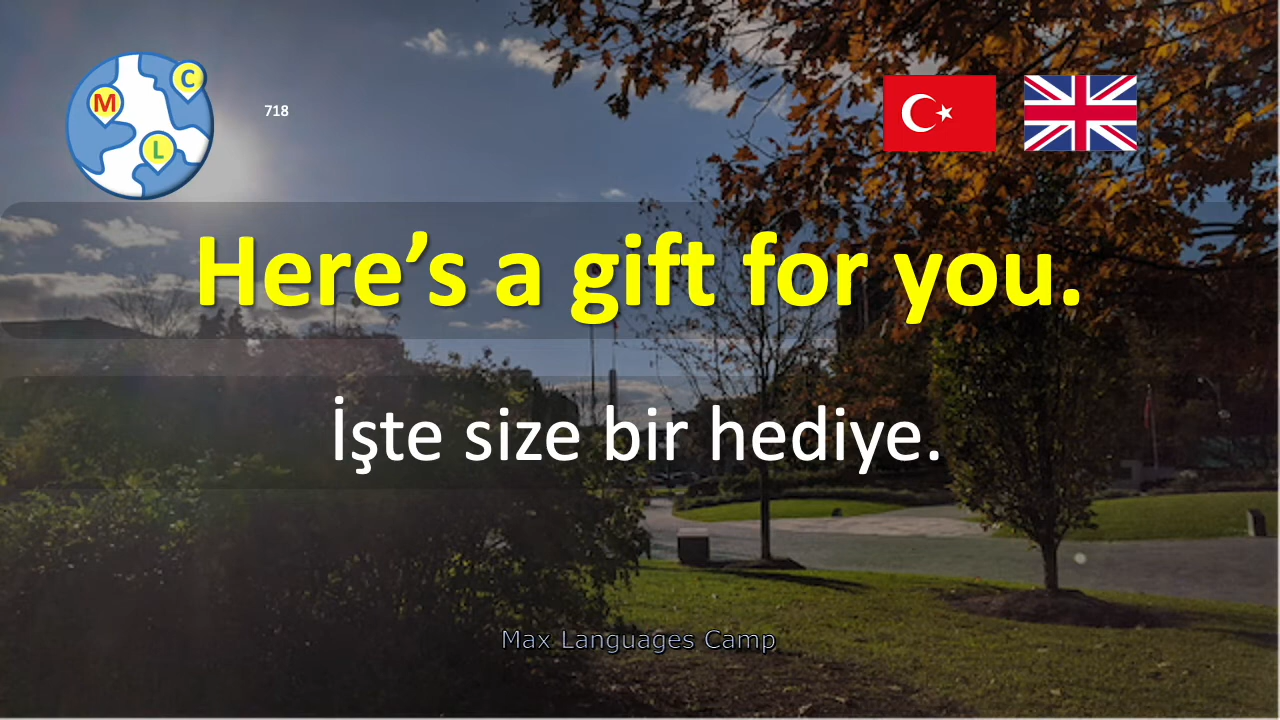 M
C
L
718
Here’s a gift for you.
İşte size bir hediye.
Max Languages Camp